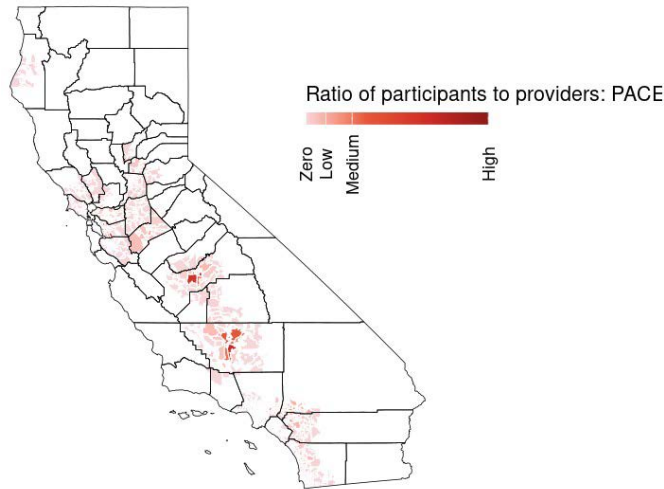 Ratio of participants to providers: PACE
Zero
Low
Medium
High